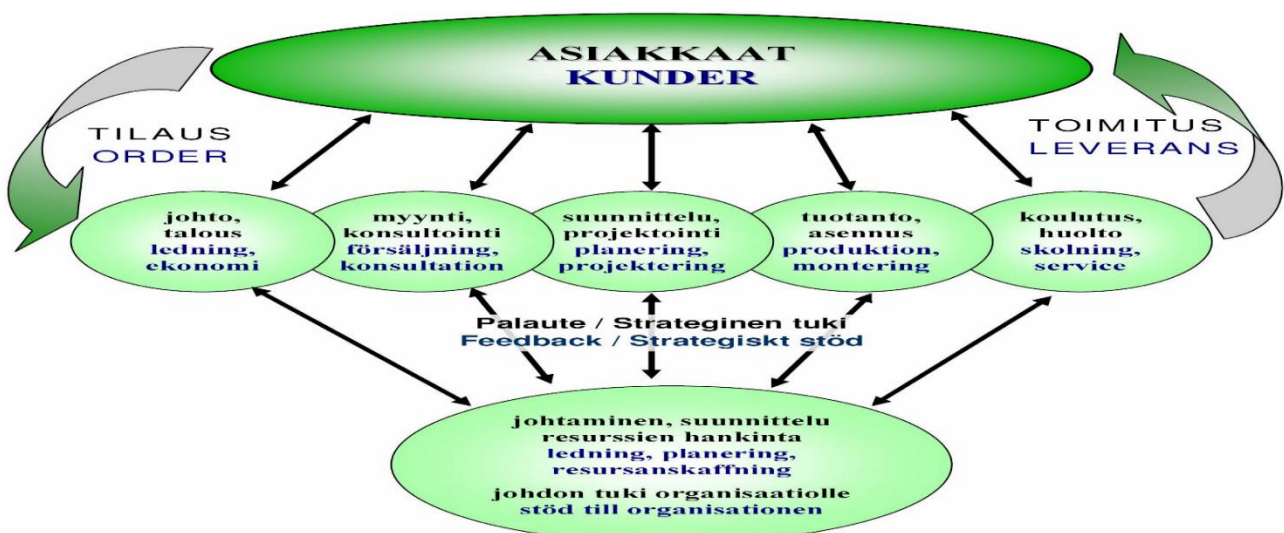 ASIAKKAAT
KUNDER
TILAUS
ORDER
TOIMITUS
LEVERANS
johto,
talous
ledning,
ekonomi
myynti,
konsultointi
försäljning,
konsultation
suunnittelu,
projektointi
planering,
projektering
tuotanto,
asennus
produktion,
montering
koulutus,
huolto
skolning,
service
Palaute / Strateginen tuki
Feedback / Strategiskt stöd
johtaminen, suunnittelu
resurssien hankinta
ledning, planering,
resursanskaffning
johdon tuki organisaatiolle
stöd till organisationen